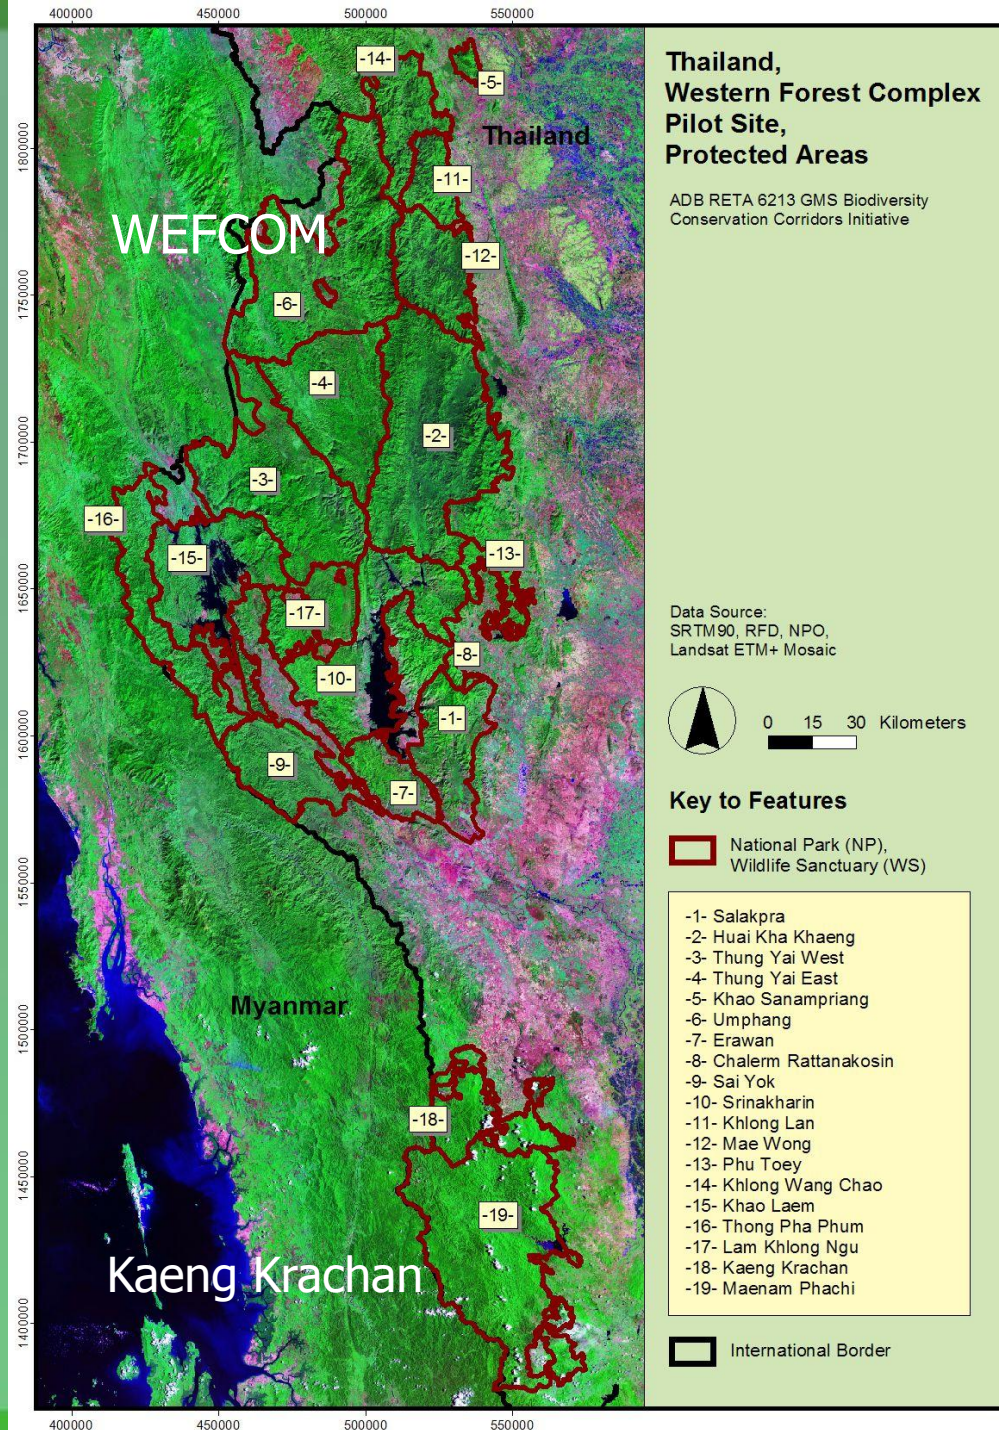 400000
450000
500000
550000
-14-
-5-
Thailand
-11-
WEFCOM
-12-
-6-
-4-
-2-
-3-
-16-
-15-
-13-
-17-
-8-
-10-
-1-
-9-
-7-
Myanmar
-18-
-19-
Kaeng Krachan
1800000
1750000
1700000
1650000
1600000
1550000
1500000
1450000
1400000
400000
450000
500000
550000
Thailand,
Western Forest Complex
Pilot Site,
Protected Areas
ADB RETA 6213 GMS Biodiversity
Conservation Corridors Initiative
Data Source:
SRTM90, RFD, NPO,
Landsat ETM+ Mosaic
0 15 30 Kilometers
Key to Features
National Park (NP),
Wildlife Sanctuary (WS)
-1- Salakpra
-2- Huai Kha Khaeng
-3- Thung Yai West
-4- Thung Yai East
-5- Khao Sanampriang
-6- Umphang
-7- Erawan
-8- Chalerm Rattanakosin
-9- Sai Yok
-10- Srinakharin
-11- Khlong Lan
-12- Mae Wong
-13- Phu Toey
-14- Khlong Wang Chao
-15- Khao Laem
-16- Thong Pha Phum
-17- Lam Khlong Ngu
-18- Kaeng Krachan
-19- Maenam Phachi
International Border